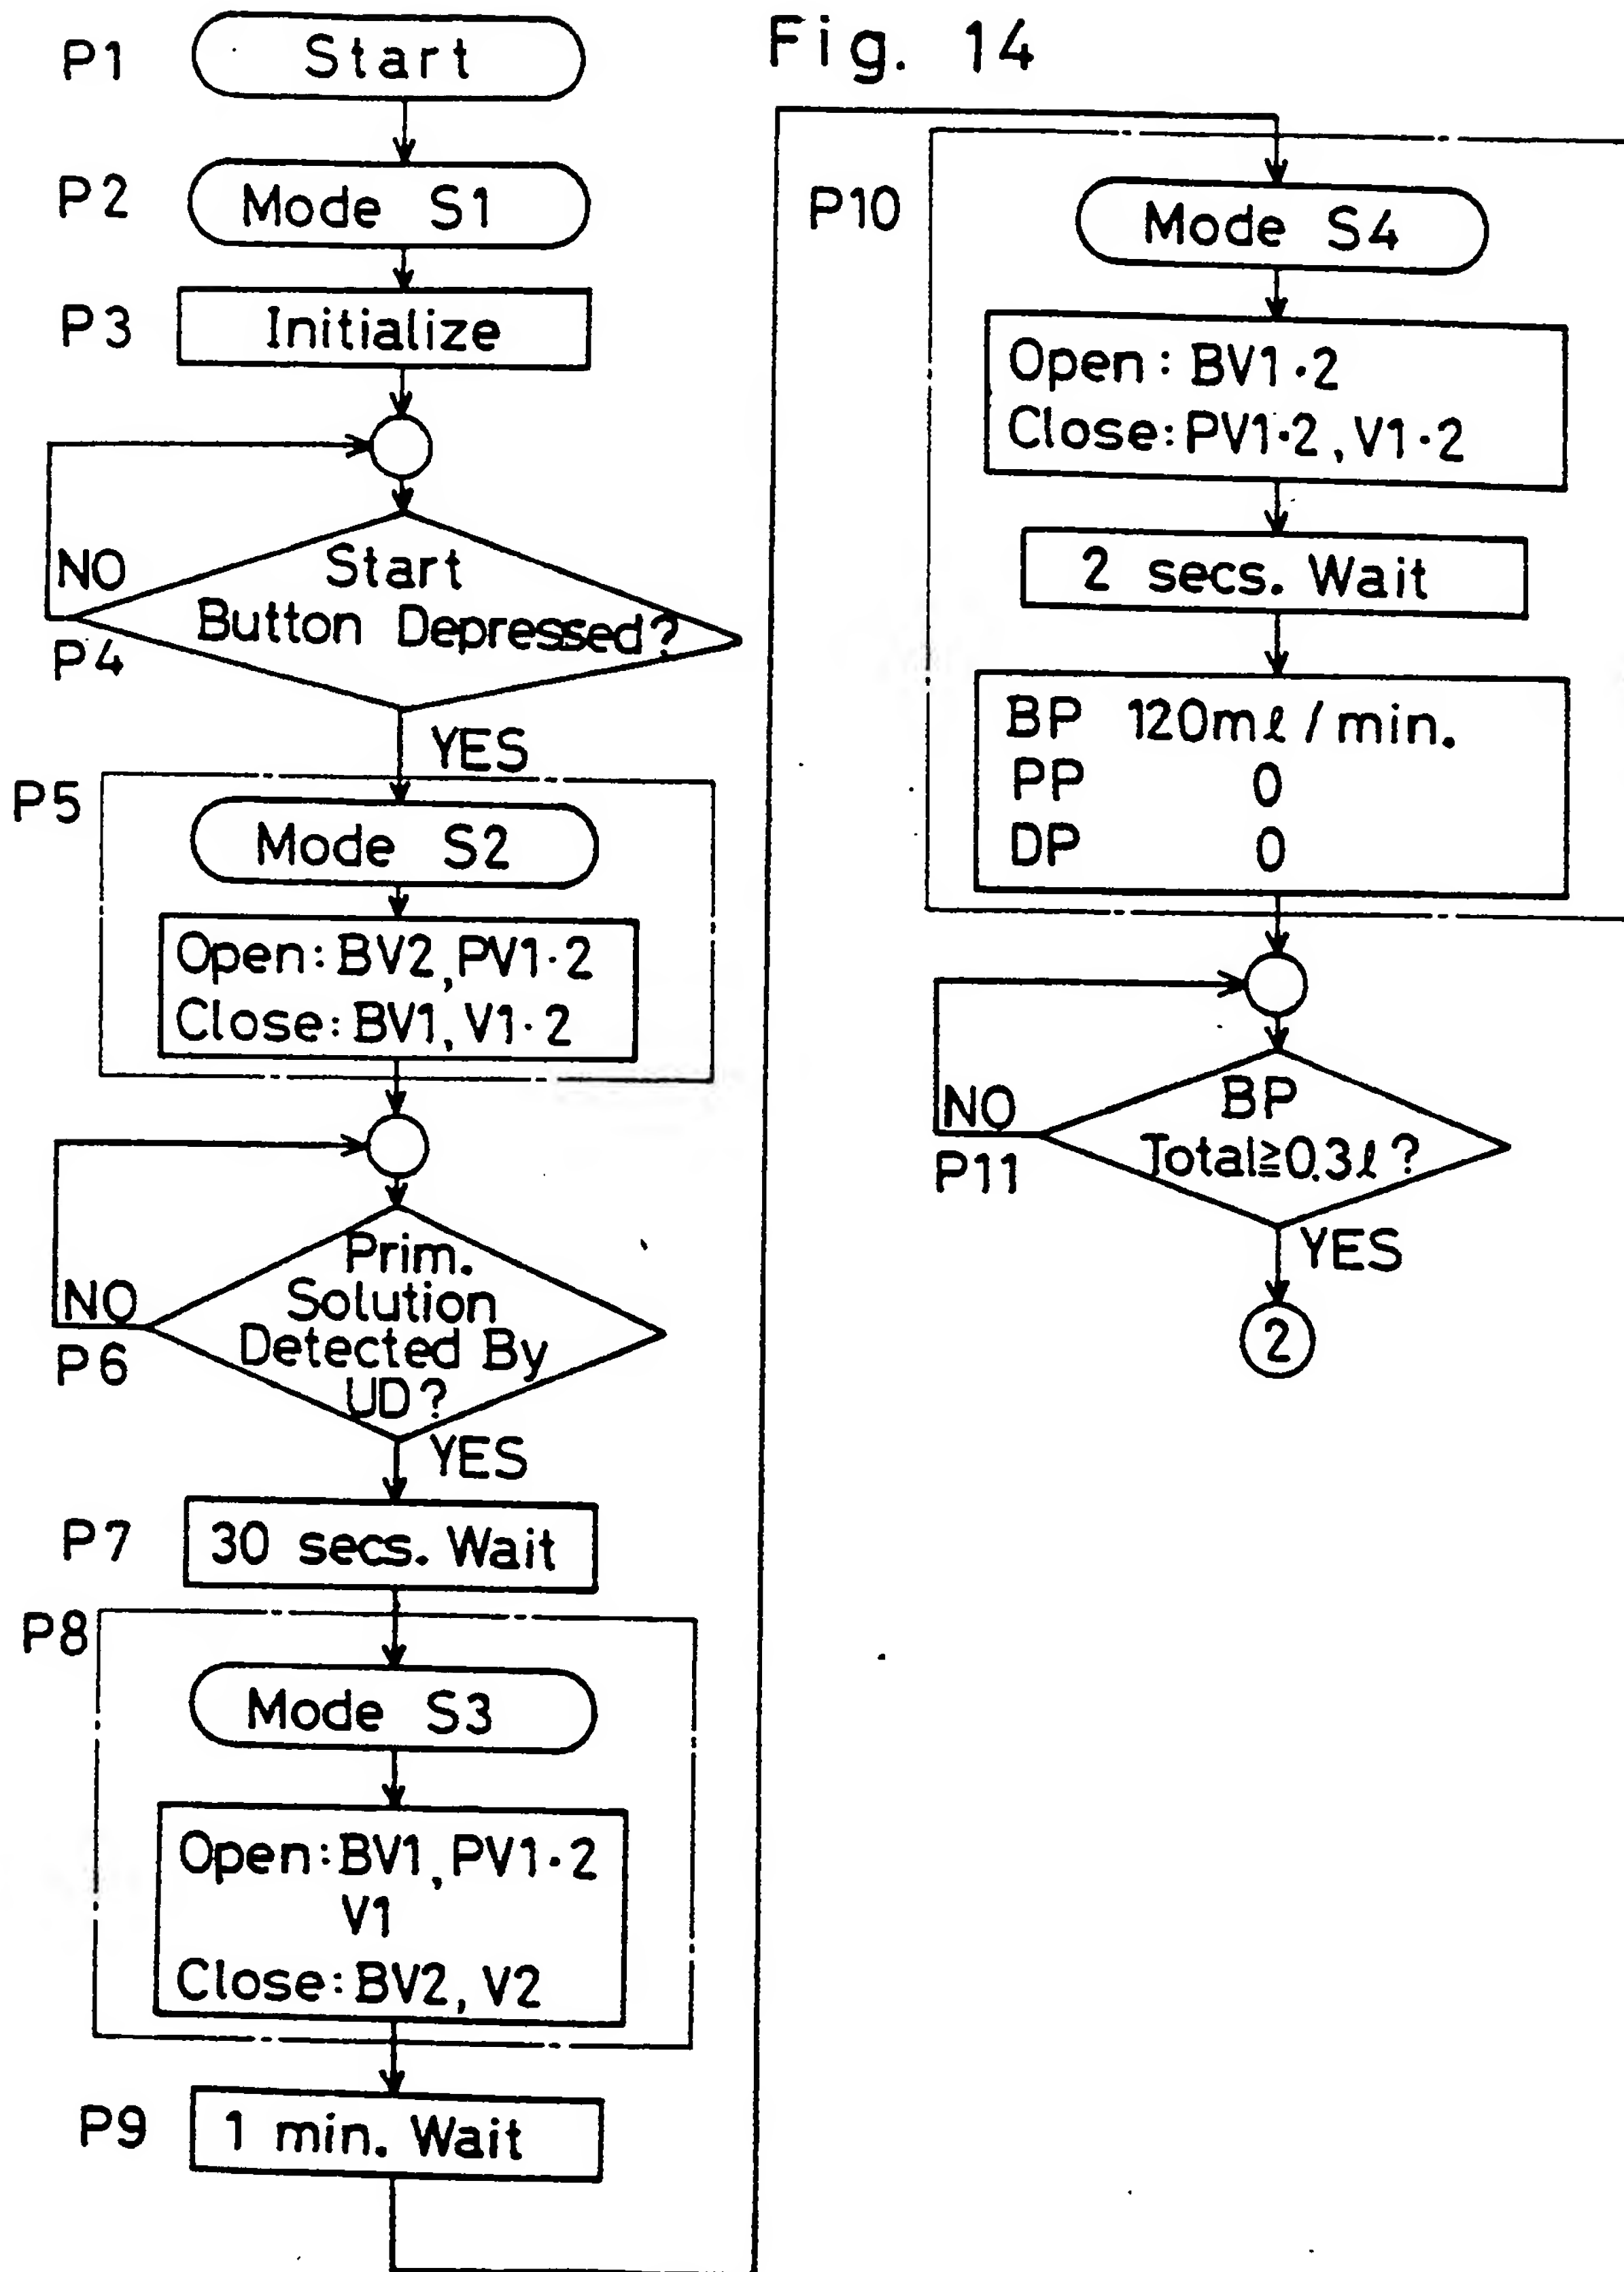 Fig. 14
P1 Start
P2 Mode S1
P3 Initialize
Start
Button Depressed?
NO
P4
YES
P5
Mode S2
Open: BV2, PV1·2
Close: BV1, V1·2
Prim.
Solution
Detected By
UD?
NO
P6
YES
P7 30 secs. Wait
P8
Mode S3
Open: BV1, PV1·2
V1
Close: BV2, V2
P9 1 min. Wait
P10 Mode S4
Open: BV1·2
Close: PV1·2, V1·2
2 secs. Wait
BP 120mℓ / min.
PP 0
DP 0
BP
Total≧0.3ℓ?
NO
P11
YES
2